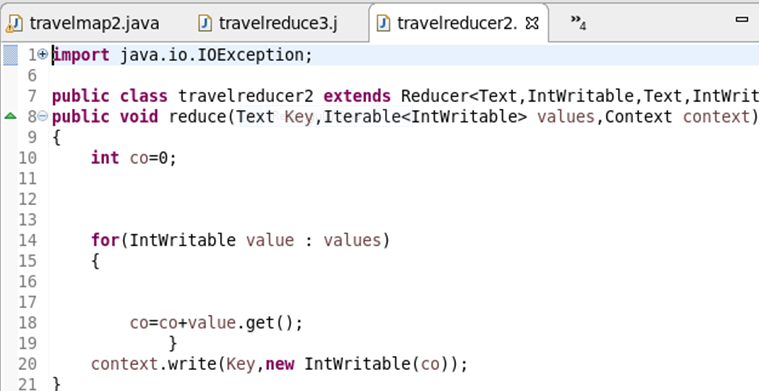 travelmap2.java travelreduce3.j travelreducer2. »4
1 import java.io.IOException;
6
7 public class travelreducer2 extends Reducer<Text,IntWritable,Text,IntWrit
8 public void reduce(Text Key,Iterable<IntWritable> values,Context context)
9 {
10 int co=0;
11
12
13
14 for(IntWritable value : values)
15 {
16
17
18 co=co+value.get();
19 }
20 context.write(Key,new IntWritable(co));
21 }